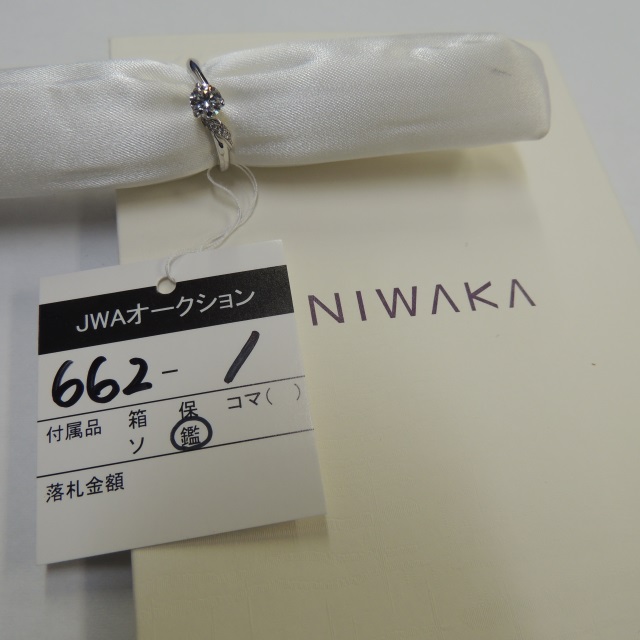 NIWAKA
JWAオークション
662-1
付属品 箱 保 コマ( )
ソ 鑑
落札金額